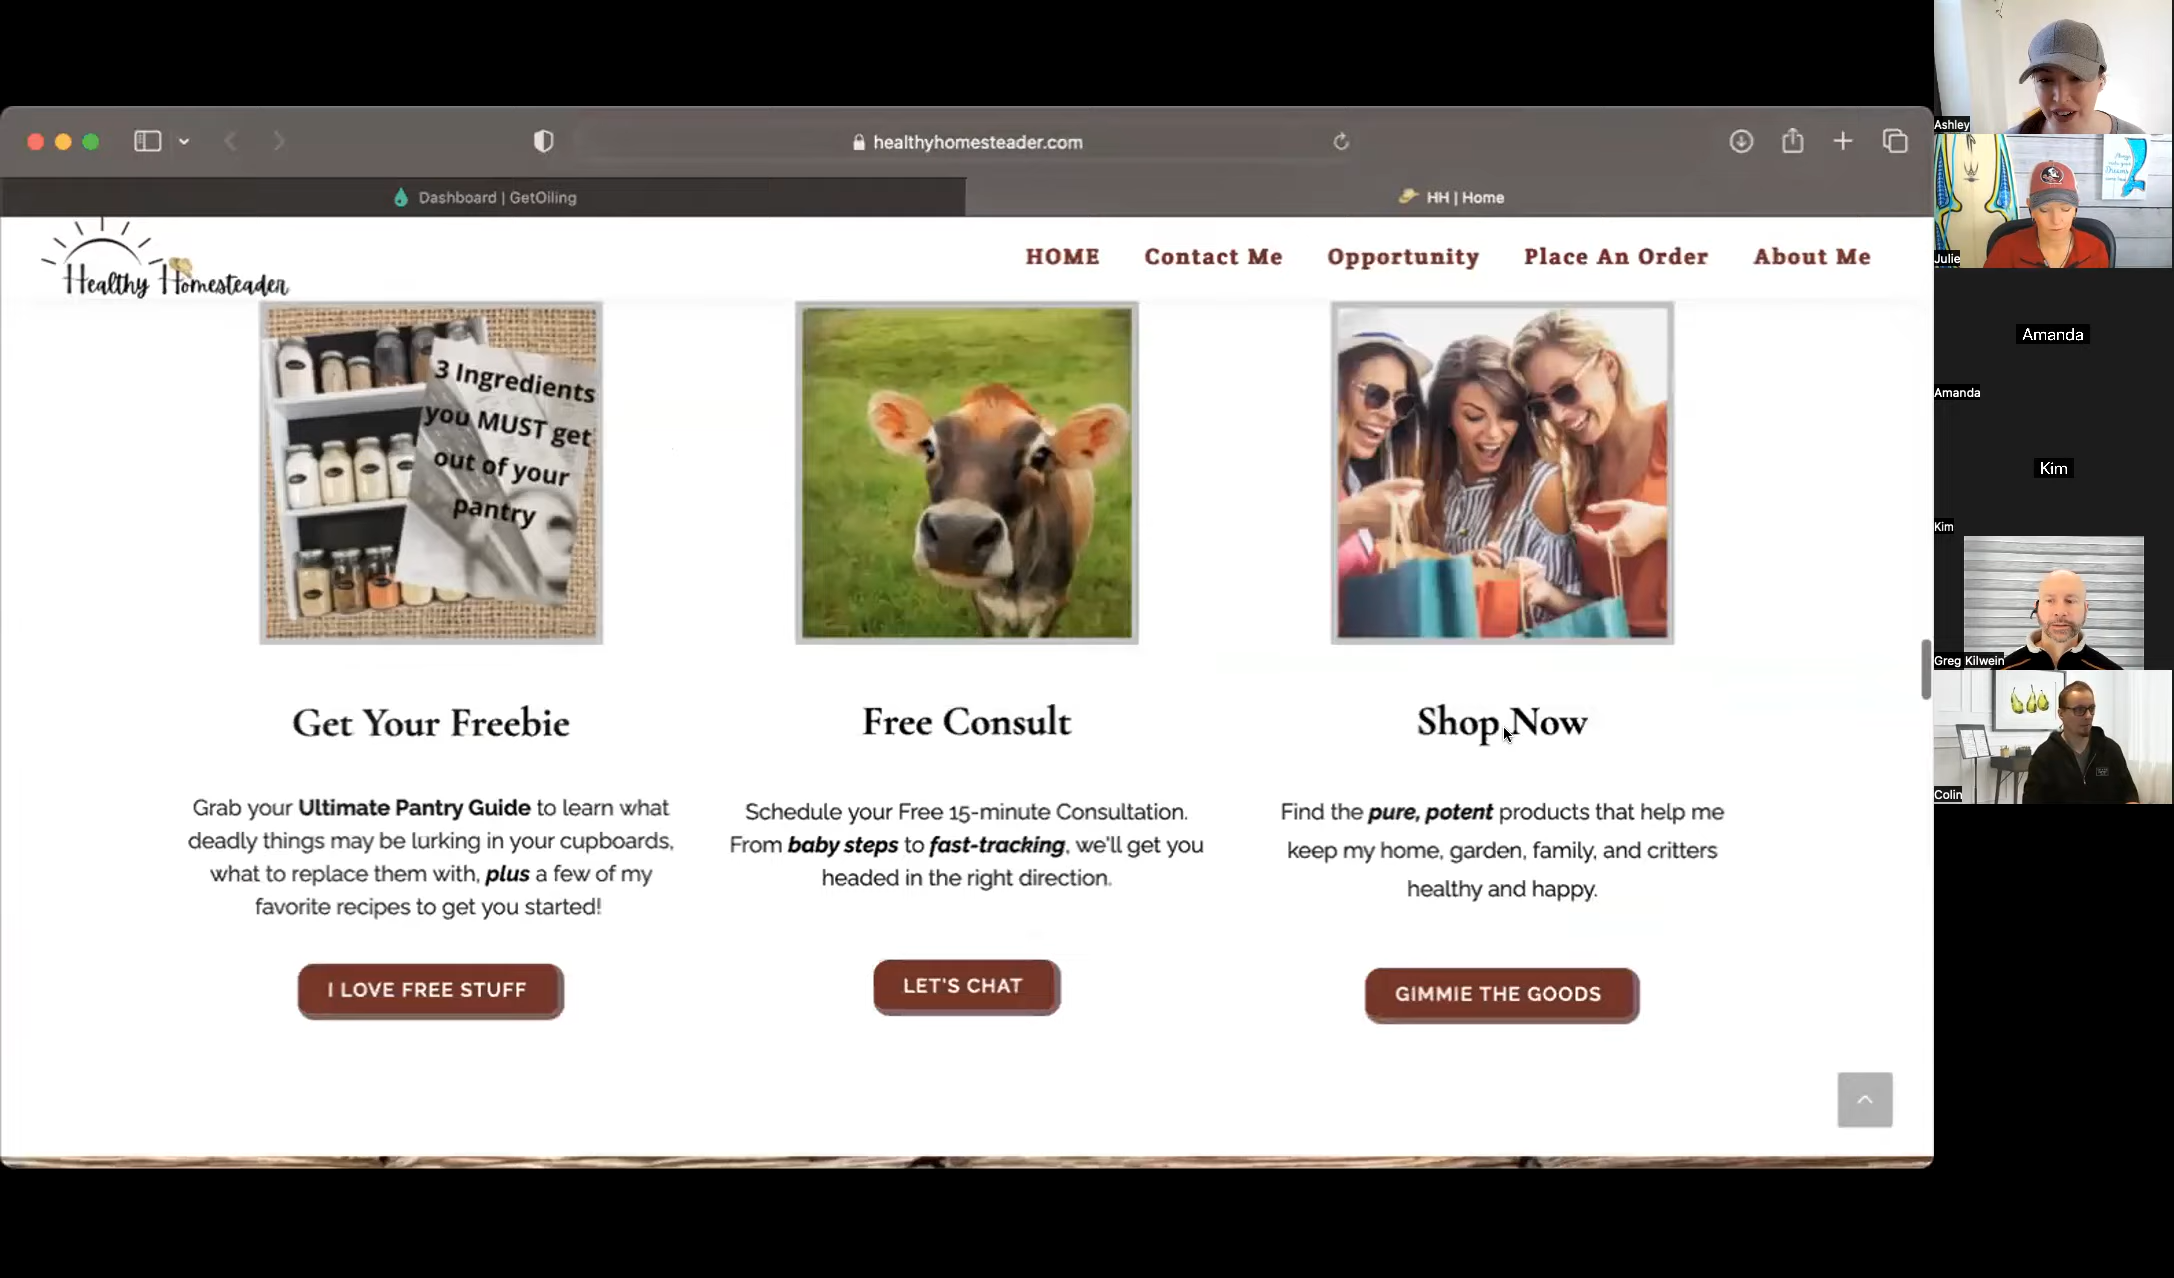 healthyhomesteader.com
Dashboard | GetOiling
HH | Home
Healthy Homesteader
HOME
Contact Me
Opportunity
Place An Order
About Me
3 Ingredients
you MUST get
out of your
pantry
Get Your Freebie
Grab your Ultimate Pantry Guide to learn what
deadly things may be lurking in your cupboards,
what to replace them with, plus a few of my
favorite recipes to get you started!
I LOVE FREE STUFF
Free Consult
Schedule your Free 15-minute Consultation.
From baby steps to fast-tracking, we'll get you
headed in the right direction.
LET'S CHAT
Shop Now
Find the pure, potent products that help me
keep my home, garden, family, and critters
healthy and happy.
GIMMIE THE GOODS
Ashley
Julie
Amanda
Amanda
Kim
Kim
Greg Kilwein
Colin